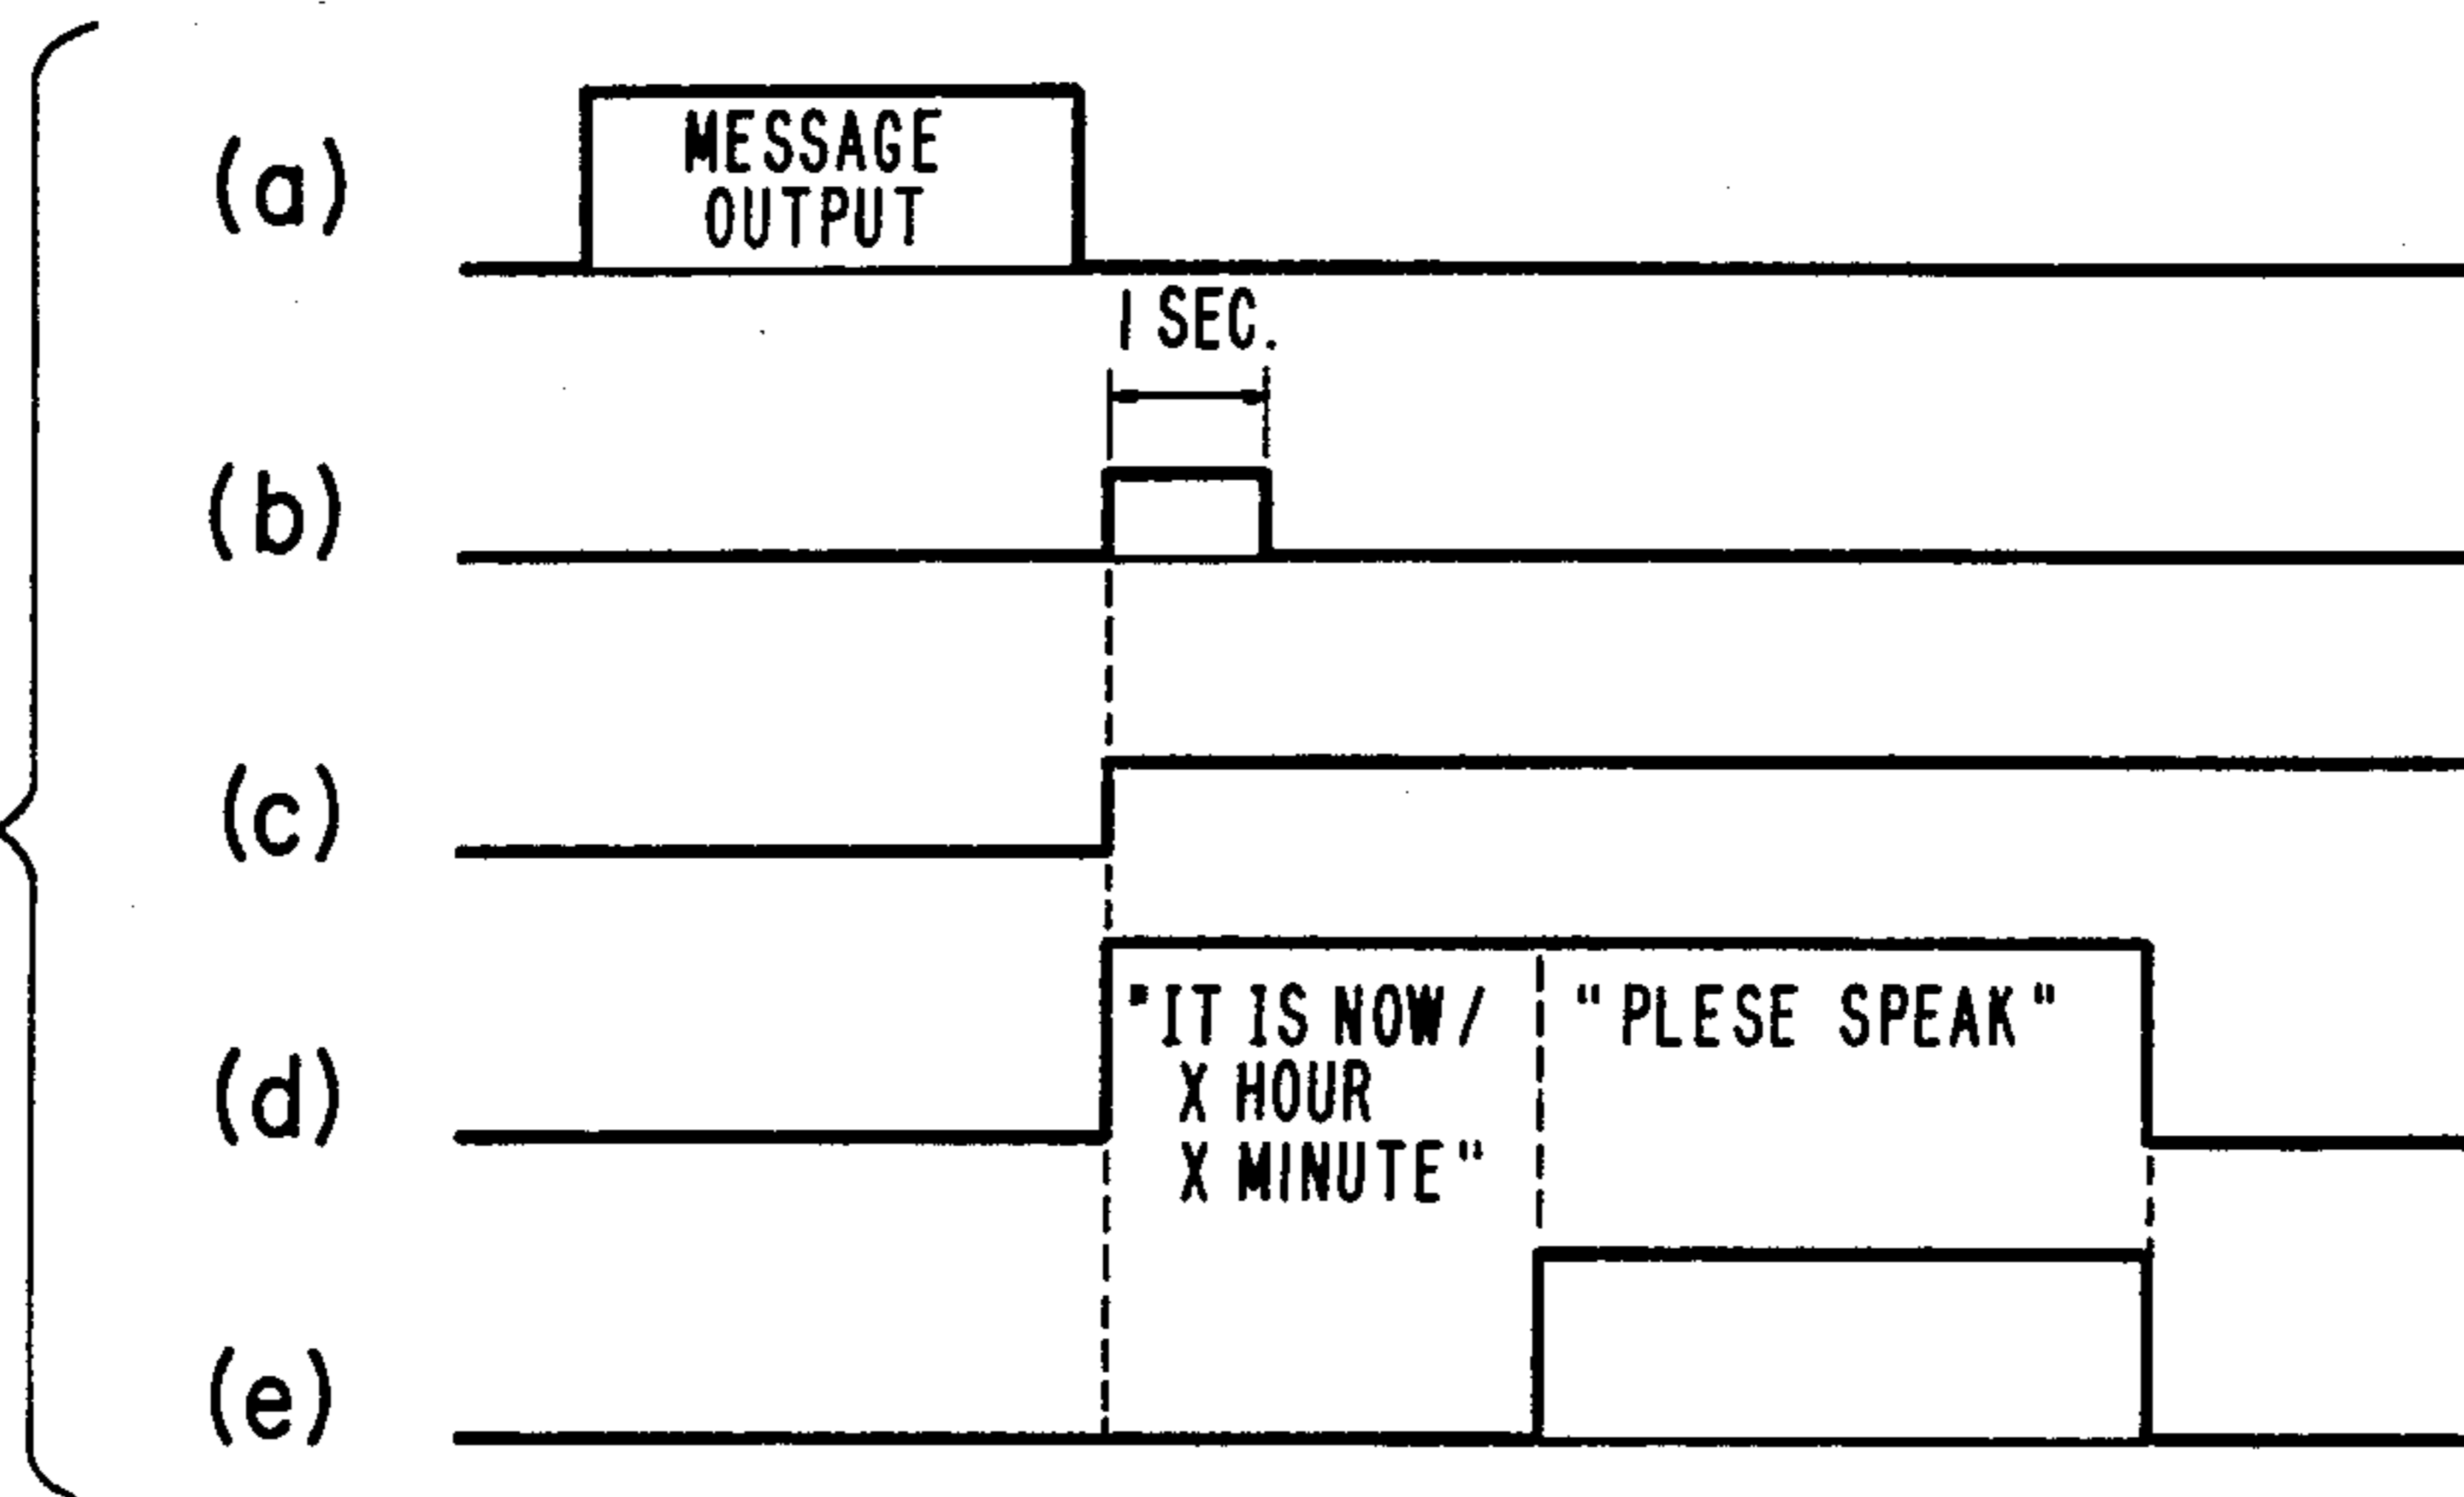 (a)
MESSAGE
OUTPUT
1 SEC.
(b)
(c)
(d)
"IT IS NOW/
X HOUR
X MINUTE"
"PLESE SPEAK"
(e)